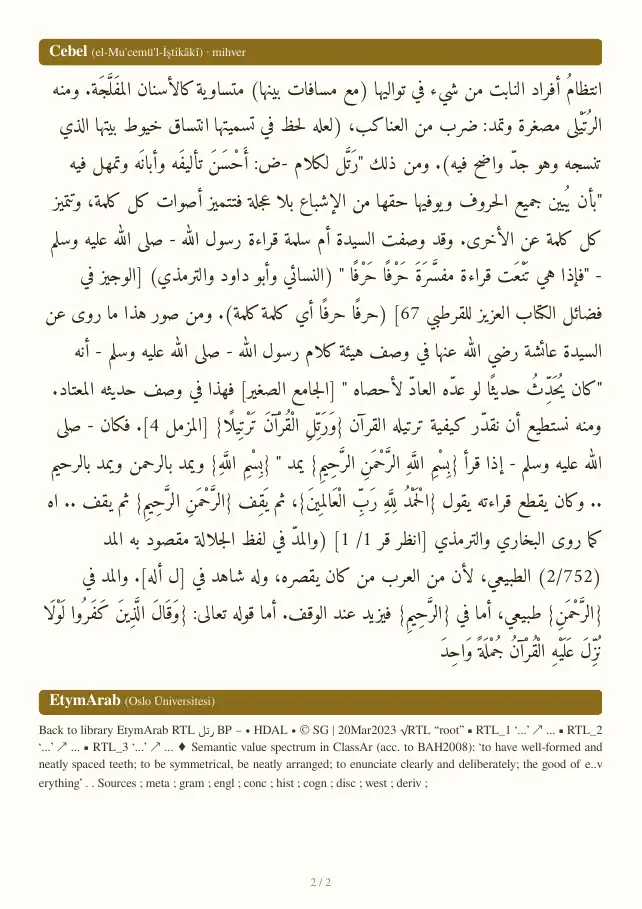 Cebel (el-Mu'cemü'l-İştikâkî) · mihver
انتظامُ أفراد النابت من شيء في تواليها (مع مسافات بينها) متساوية كالأسنان المفَلَّجَة. ومنه
الرُتَيْلى مصغرة وتمد: ضرب من العناكب، (لعله لحظ في تسميتها انتساق خيوط بيتها الذي
تنسجه وهو جدّ واضح فيه). ومن ذلك "رَتَّل لكلام -ض: أَحْسَنَ تأليفَه وأبانَه وتمهل فيه
"بأن يُبين جميع الحروف ويوفيها حقها من الإشباع بلا عجلة فتتميز أصوات كل كلمة، وتتميز
كل كلمة عن الأخرى. وقد وصفت السيدة أم سلمة قراءة رسول الله - صلى الله عليه وسلم
- "فإذا هي تَنْعَت قراءة مفسَّرَةَ حَرْفًا حَرْفًا " (النسائي وأبو داود والترمذي) [الوجيز في
فضائل الكتاب العزيز للقرطبي 67] (حرفًا حرفًا أي كلمة كلمة). ومن صور هذا ما روى عن
السيدة عائشة رضي الله عنها في وصف هيئة كلام رسول الله - صلى الله عليه وسلم - أنه
"كان يُحَدِّثُ حديثًا لو عدّه العادّ لأحصاه " [الجامع الصغير] فهذا في وصف حديثه المعتاد.
ومنه نستطيع أن نقدّر كيفية ترتيله القرآن {وَرَتِّلِ الْقُرْآنَ تَرْتِيلًا} [المزمل 4]. فكان - صلى
الله عليه وسلم - إذا قرأ {بِسْمِ اللَّهِ الرَّحْمَنِ الرَّحِيمِ} يمد " {بِسْمِ اللَّهِ} ويمد بالرحمن ويمد بالرحيم
.. وكان يقطع قراءته يقول {الْحَمْدُ لِلَّهِ رَبِّ الْعَالَمِينَ}، ثم يَقِف {الرَّحْمَنِ الرَّحِيمِ} ثم يقف .. اه
كما روى البخاري والترمذي [انظر قر 1/ 1] (والمدّ في لفظ الجلالة مقصود به المد
(2/752) الطبيعي، لأن من العرب من كان يقصره، وله شاهد في [ل أله]. والمد في
{الرَّحْمَنِ} طبيعي، أما في {الرَّحِيمِ} فيزيد عند الوقف. أما قوله تعالى: {وَقَالَ الَّذِينَ كَفَرُوا لَوْلَا
نُزِّلَ عَلَيْهِ الْقُرْآنُ جُمْلَةً وَاحِدَ
EtymArab (Oslo Üniversitesi)
Back to library EtymArab RTL رتل BP – • HDAL • © SG | 20Mar2023 √RTL “root” ▪ RTL_1 ‘...’ ↗ ... ▪ RTL_2
‘...’ ↗ ... ▪ RTL_3 ‘...’ ↗ ... ♦ Semantic value spectrum in ClassAr (acc. to BAH2008): ‘to have well-formed and
neatly spaced teeth; to be symmetrical, be neatly arranged; to enunciate clearly and deliberately; the good of e..v
erything’ . . Sources ; meta ; gram ; engl ; conc ; hist ; cogn ; disc ; west ; deriv ;
2 / 2